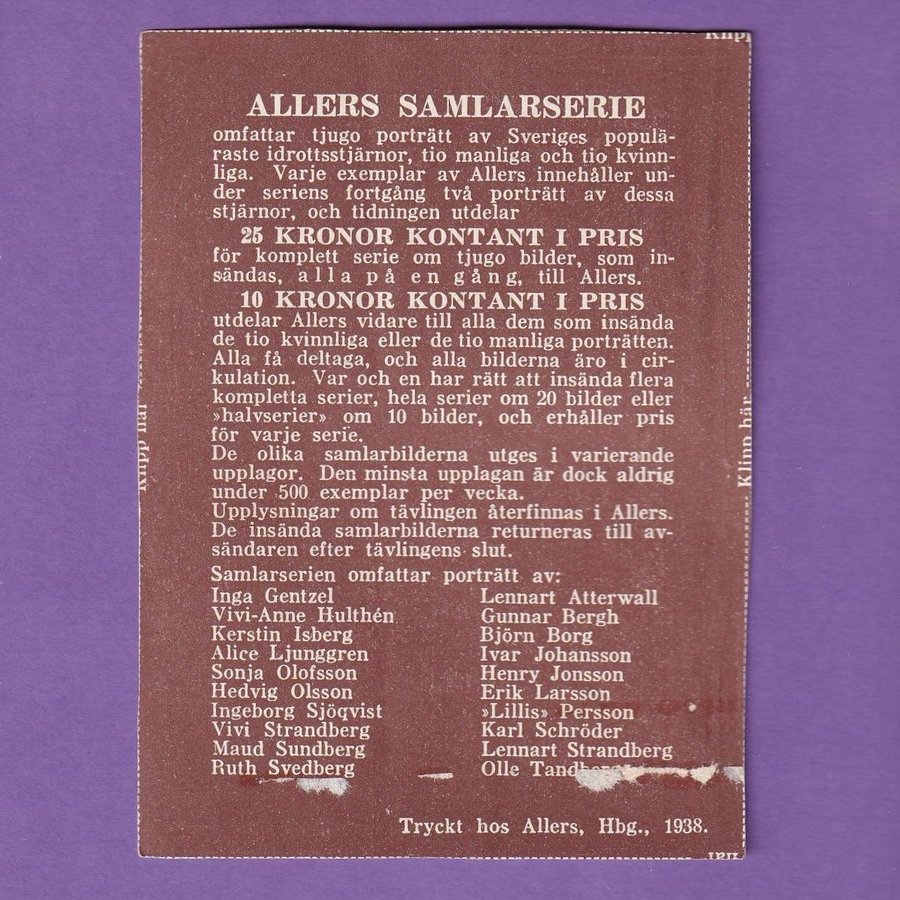 Klipp
ALLERS SAMLARSERIE
omfattar tjugo porträtt av Sveriges populä-
raste idrottsstjärnor, tio manliga och tio kvinn-
liga. Varje exemplar av Allers innehåller un-
der seriens fortgång två porträtt av dessa
stjärnor, och tidningen utdelar
25 KRONOR KONTANT I PRIS
för komplett serie om tjugo bilder, som in-
sändas, alla på en gång, till Allers.
10 KRONOR KONTANT I PRIS
utdelar Allers vidare till alla dem som insända
de tio kvinnliga eller de tio manliga porträtten.
Alla få deltaga, och alla bilderna äro i cir-
kulation. Var och en har rätt att insända flera
kompletta serier, hela serier om 20 bilder eller
»halvserier» om 10 bilder, och erhåller pris
för varje serie.
De olika samlarbilderna utges i varierande
upplagor. Den minsta upplagan är dock aldrig
under 500 exemplar per vecka.
Upplysningar om tävlingen återfinnas i Allers.
De insända samlarbilderna returneras till av-
sändaren efter tävlingens slut.
Samlarserien omfattar porträtt av:
Inga Gentzel
Vivi-Anne Hulthén
Kerstin Isberg
Alice Ljunggren
Sonja Olofsson
Hedvig Olsson
Ingeborg Sjöqvist
Vivi Strandberg
Maud Sundberg
Ruth Svedberg
Lennart Atterwall
Gunnar Bergh
Björn Borg
Ivar Johansson
Henry Jonsson
Erik Larsson
»Lillis» Persson
Karl Schröder
Lennart Strandberg
Olle Tandberg
Tryckt hos Allers, Hbg., 1938.
Klipp här
Klipp här